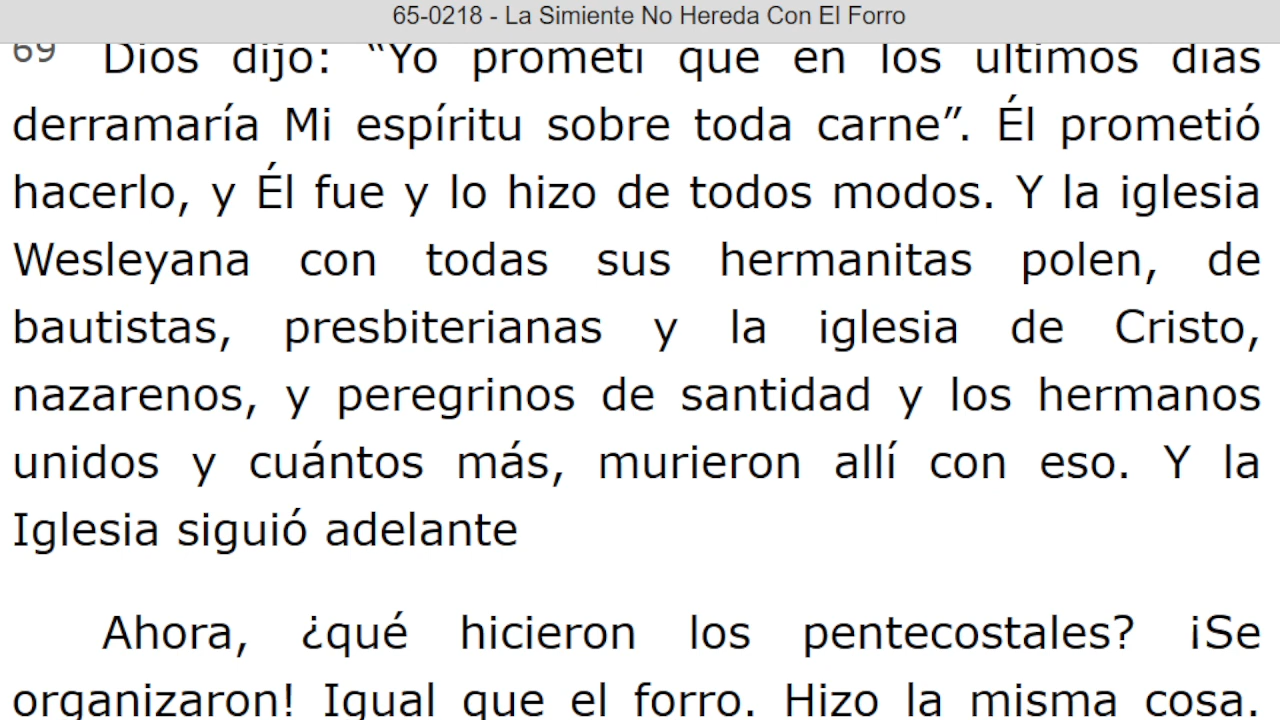 65-0218 - La Simiente No Hereda Con El Forro
69 Dios dijo: “Yo prometí que en los últimos días
derramaría Mi espíritu sobre toda carne”. Él prometió
hacerlo, y Él fue y lo hizo de todos modos. Y la iglesia
Wesleyana con todas sus hermanitas polen, de
bautistas, presbiterianas y la iglesia de Cristo,
nazarenos, y peregrinos de santidad y los hermanos
unidos y cuántos más, murieron allí con eso. Y la
Iglesia siguió adelante
Ahora, ¿qué hicieron los pentecostales? ¡Se
organizaron! Igual que el forro. Hizo la misma cosa.